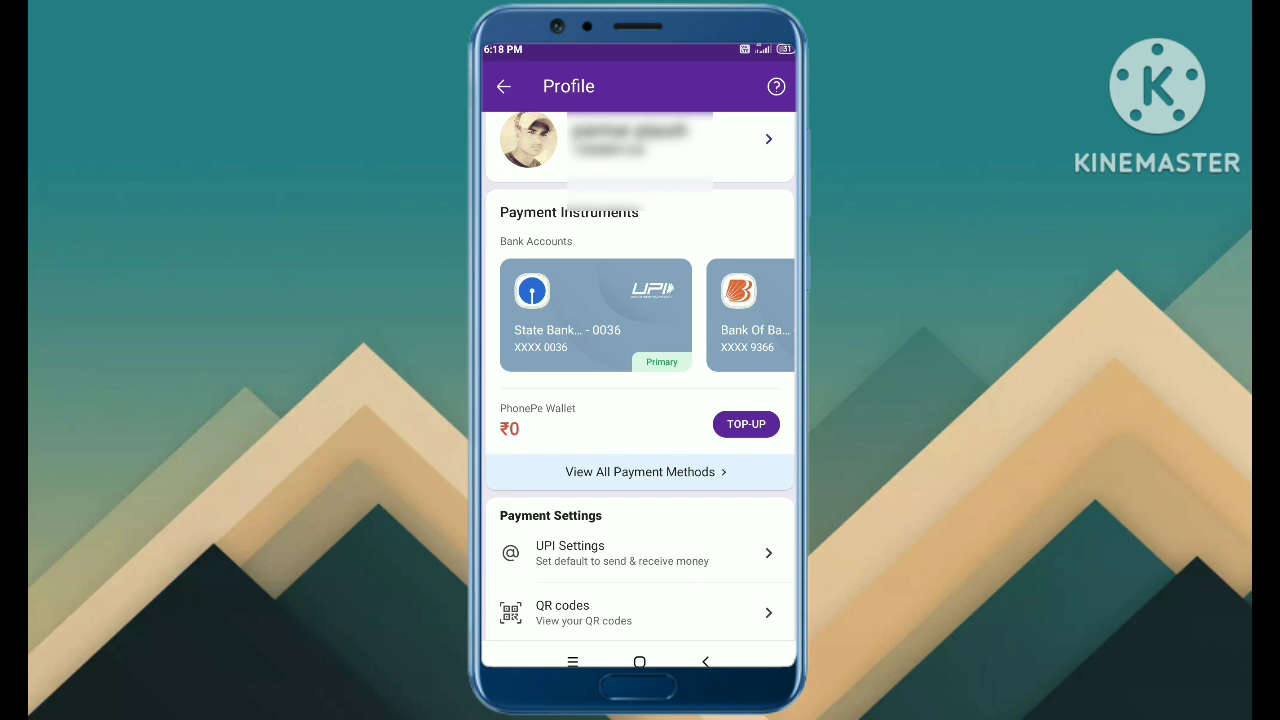 6:18 PM
31
Profile
K
KINEMASTER
Payment Instruments
Bank Accounts
UPI
State Bank... - 0036
XXXX 0036
Primary
Bank Of Ba...
XXXX 9366
PhonePe Wallet
₹0
TOP-UP
View All Payment Methods
Payment Settings
@
UPI Settings
Set default to send & receive money
QR codes
View your QR codes